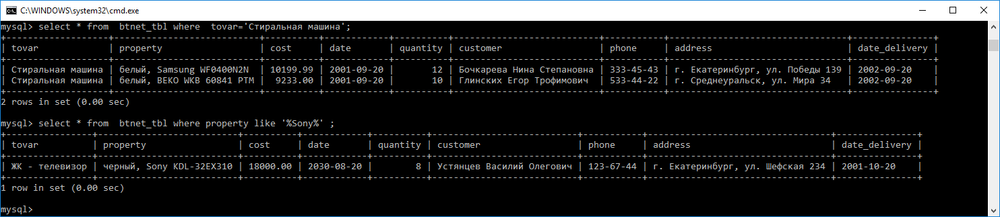 C:\WINDOWS\system32\cmd.exe
mysql> select * from  btnet_tbl where  tovar='Стиральная машина';
+-------------------+---------------------------+----------+------------+----------+--------------------------+-----------+---------------------------------+---------------+
| tovar             | property                  | cost     | date       | quantity | customer                 | phone     | address                         | date_delivery |
+-------------------+---------------------------+----------+------------+----------+--------------------------+-----------+---------------------------------+---------------+
| Стиральная машина | белый, Samsung WF0400N2N  | 10199.99 | 2001-09-20 |       12 | Бочкарева Нина Степановна | 333-45-43 | г. Екатеринбург, ул. Победы 139 | 2002-09-20    |
| Стиральная машина | белый, BEKO WKB 60841 PTM |  9233.00 | 2001-09-20 |       10 | Глинских Егор Трофимович  | 533-44-22 | г. Среднеуральск, ул. Мира 34   | 2002-09-20    |
+-------------------+---------------------------+----------+------------+----------+--------------------------+-----------+---------------------------------+---------------+
2 rows in set (0.00 sec)
mysql> select * from  btnet_tbl where property like '%Sony%' ;
+----------------+--------------------------+----------+------------+----------+-------------------------+-----------+---------------------------------+---------------+
| tovar          | property                 | cost     | date       | quantity | customer                | phone     | address                         | date_delivery |
+----------------+--------------------------+----------+------------+----------+-------------------------+-----------+---------------------------------+---------------+
| ЖК - телевизор | черный, Sony KDL-32EX310 | 18000.00 | 2030-08-20 |        8 | Устянцев Василий Олегович | 123-67-44 | г. Екатеринбург, ул. Шефская 234 | 2001-10-20    |
+----------------+--------------------------+----------+------------+----------+-------------------------+-----------+---------------------------------+---------------+
1 row in set (0.00 sec)
mysql>